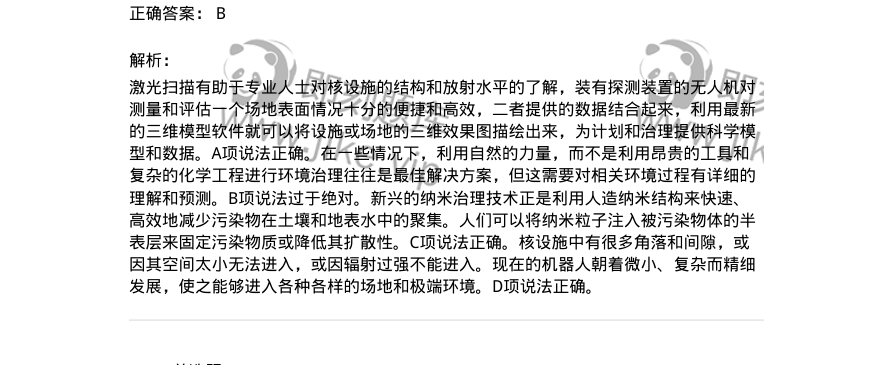 正确答案： B
解析：
激光扫描有助于专业人士对核设施的结构和放射水平的了解，装有探测装置的无人机对
测量和评估一个场地表面情况十分的便捷和高效，二者提供的数据结合起来，利用最新
的三维模型软件就可以将设施或场地的三维效果图描绘出来，为计划和治理提供科学模
型和数据。A项说法正确。在一些情况下，利用自然的力量，而不是利用昂贵的工具和
复杂的化学工程进行环境治理往往是最佳解决方案，但这需要对相关环境过程有详细的
理解和预测。B项说法过于绝对。新兴的纳米治理技术正是利用人造纳米结构来快速、
高效地减少污染物在土壤和地表水中的聚集。人们可以将纳米粒子注入被污染物体的半
表层来固定污染物质或降低其扩散性。C项说法正确。核设施中有很多角落和间隙，或
因其空间太小无法进入，或因辐射过强不能进入。现在的机器人朝着微小、复杂而精细
发展，使之能够进入各种各样的场地和极端环境。D项说法正确。